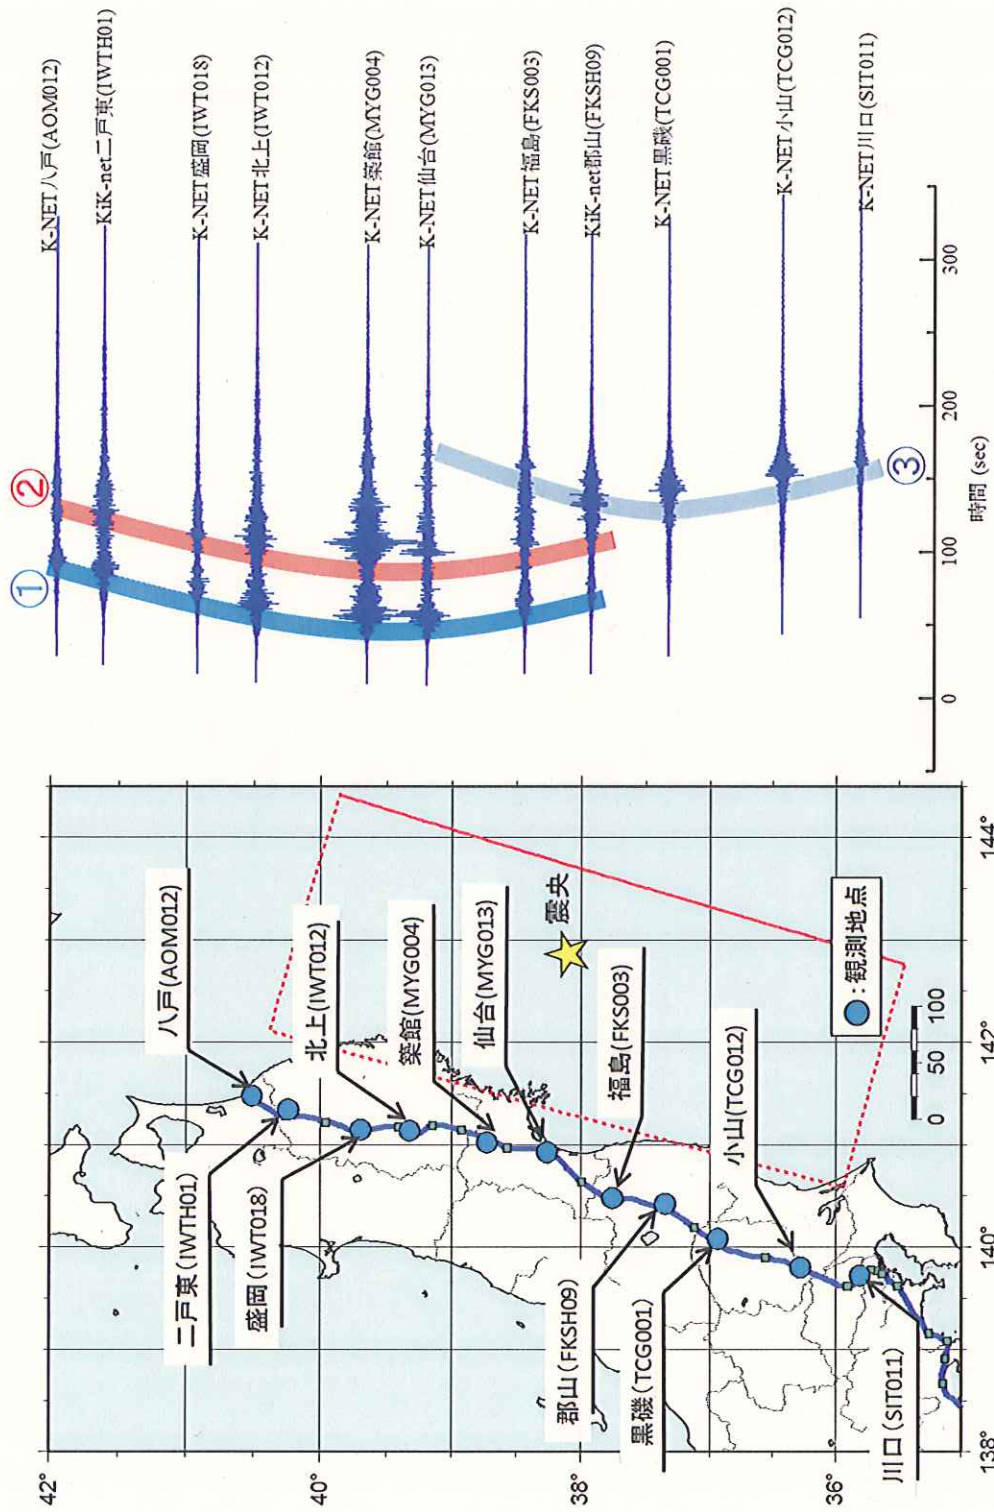 K-NET八戸(AOM012)
KiK-net二戸東(IWTH01)
K-NET盛岡(IWT018)
K-NET北上(IWT012)
K-NET築館(MYG004)
K-NET仙台(MYG013)
K-NET福島(FKS003)
KiK-net郡山(FKSH09)
K-NET黒磯(TCG001)
K-NET小山(TCG012)
K-NET川口(SIT011)
①
②
③
0
100
200
300
時間 (sec)
42°
40°
38°
36°
138°
140°
142°
144°
八戸(AOM012)
二戸東(IWTH01)
盛岡(IWT018)
北上(IWT012)
築館(MYG004)
仙台(MYG013)
震央
福島(FKS003)
郡山(FKSH09)
黒磯(TCG001)
小山(TCG012)
川口(SIT011)
:観測地点
0
50
100